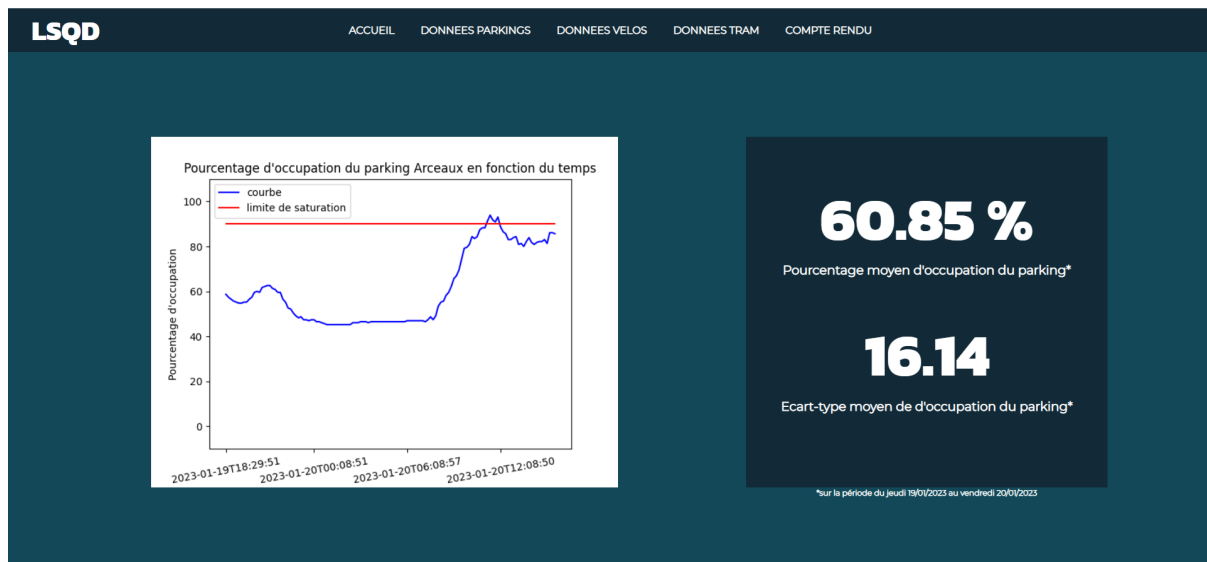 LSQD
ACCUEIL DONNEES PARKINGS DONNEES VELOS DONNEES TRAM COMPTE RENDU
Pourcentage d'occupation du parking Arceaux en fonction du temps
courbe
limite de saturation
Pourcentage d'occupation
100
80
60
40
20
0
2023-01-19T18:29:51
2023-01-20T00:08:51
2023-01-20T06:08:57
2023-01-20T12:08:50
60.85 %
Pourcentage moyen d'occupation du parking*
16.14
Ecart-type moyen de d'occupation du parking*
*sur la période du jeudi 19/01/2023 au vendredi 20/01/2023